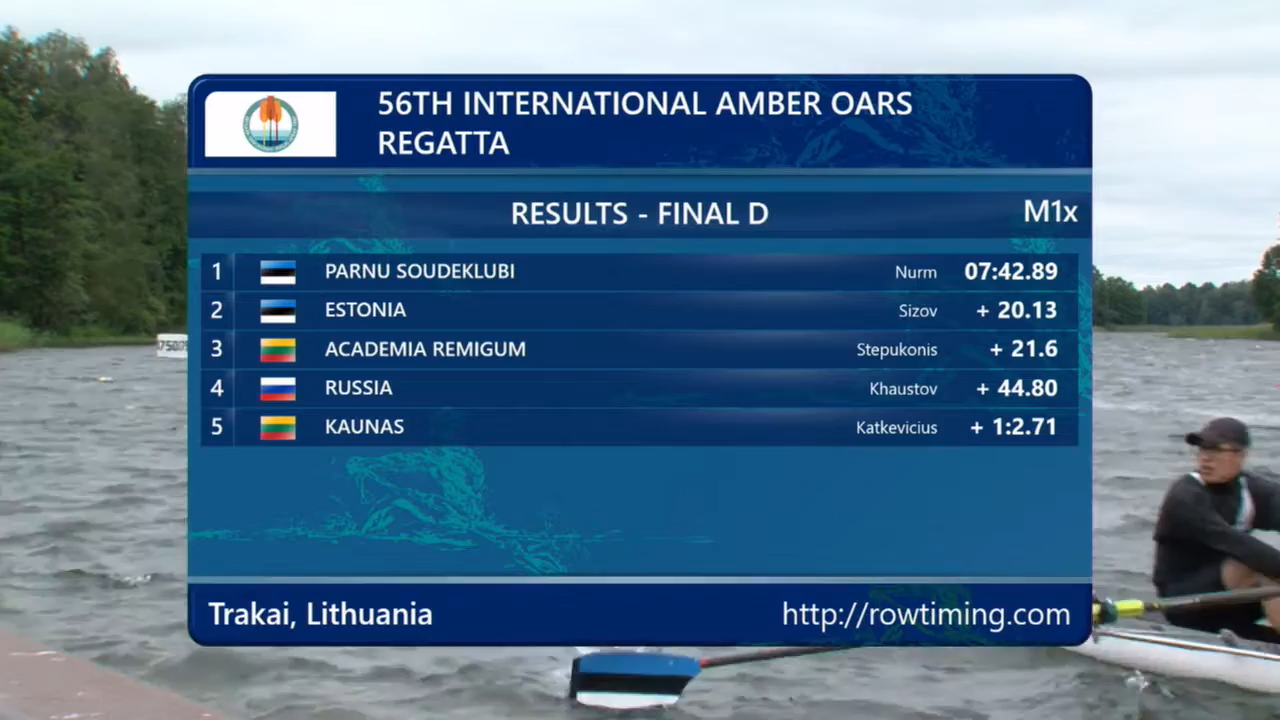 56TH INTERNATIONAL AMBER OARS
REGATTA
RESULTS - FINAL D M1x
1 PARNU SOUDEKLUBI Nurm 07:42.89
2 ESTONIA Sizov + 20.13
3 ACADEMIA REMIGUM Stepukonis + 21.6
4 RUSSIA Khaustov + 44.80
5 KAUNAS Katkevicius + 1:2.71
Trakai, Lithuania http://rowtiming.com